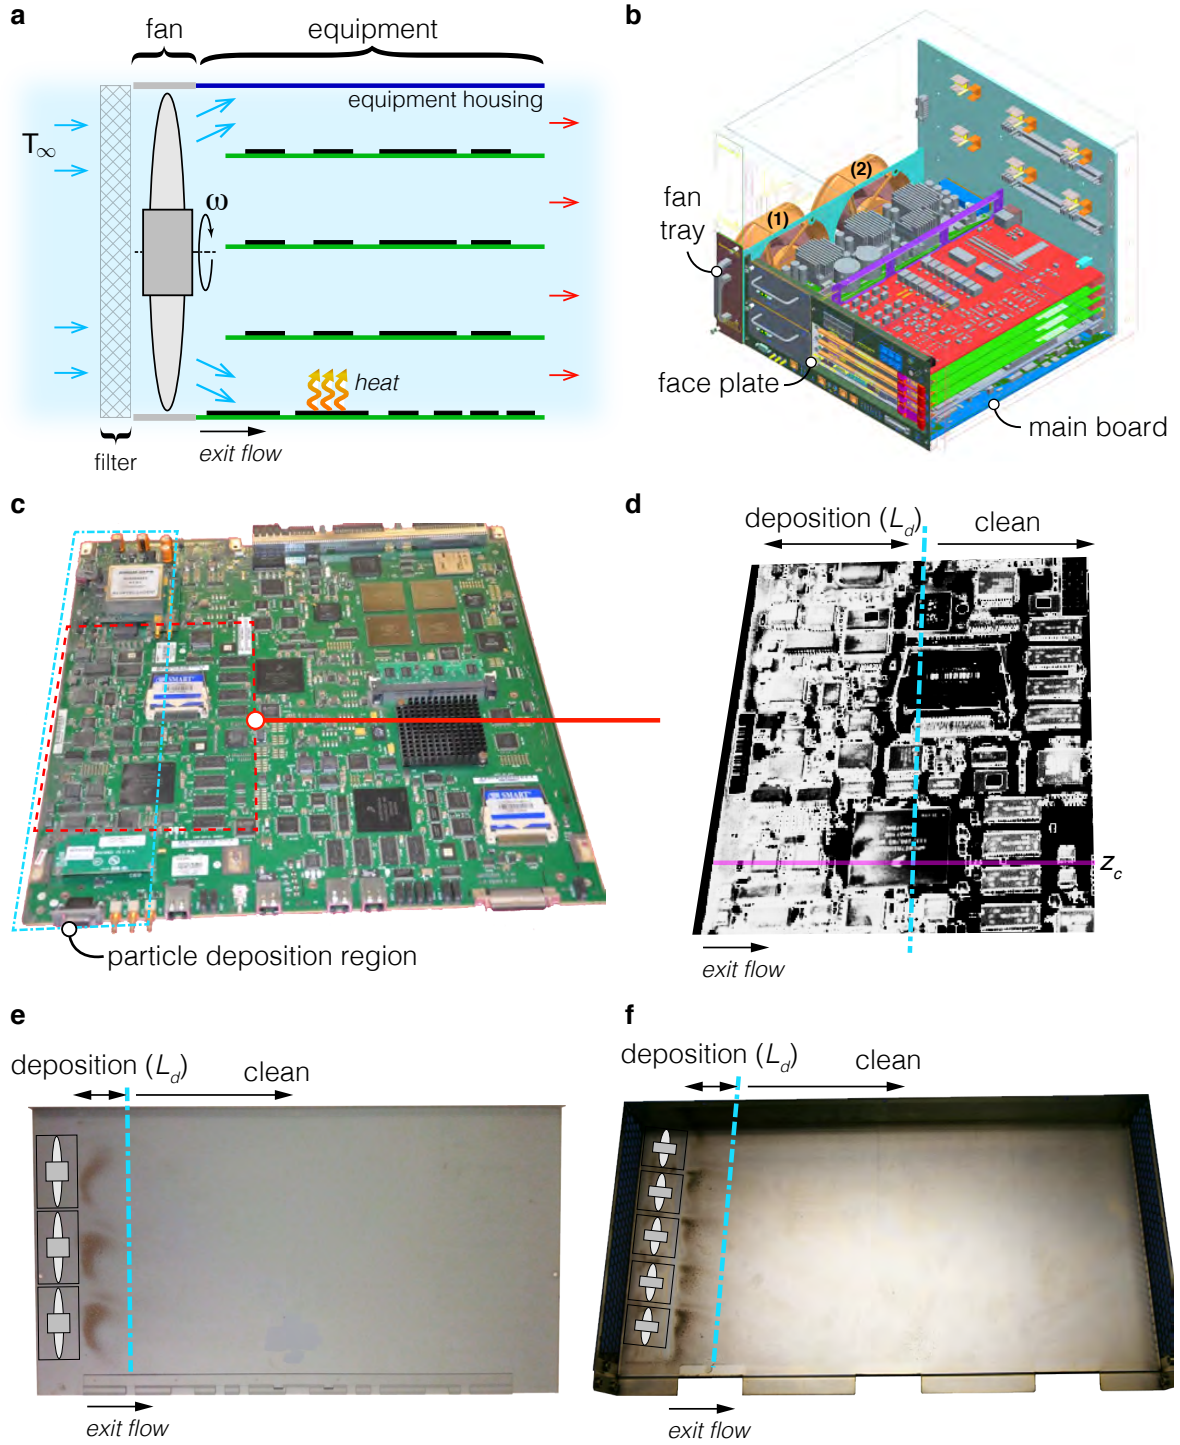 a
fan
equipment
equipment housing
T∞
ω
heat
filter
exit flow
b
(1)
(2)
fan
tray
face plate
main board
c
SMART
SMART
particle deposition region
d
deposition (Ld)
clean
zc
exit flow
e
deposition (Ld)
clean
exit flow
f
deposition (Ld)
clean
exit flow